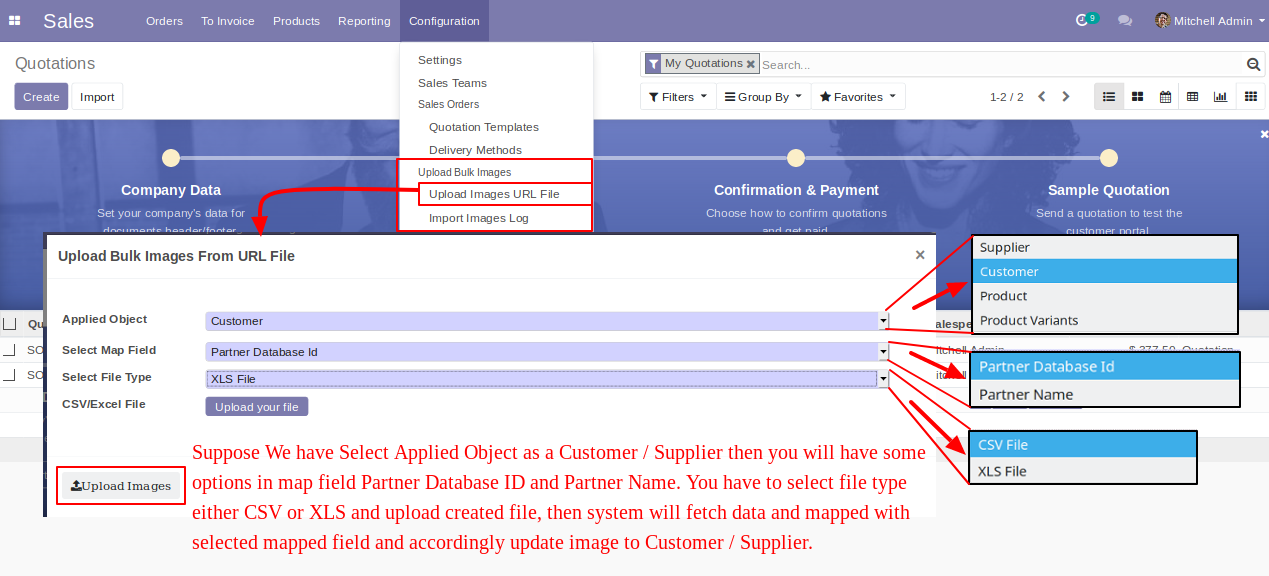 Sales
Orders
To Invoice
Products
Reporting
Configuration
9
Mitchell Admin
Quotations
Create
Import
My Quotations
Search...
Filters
Group By
Favorites
1-2 / 2
Settings
Sales Teams
Sales Orders
Quotation Templates
Delivery Methods
Upload Bulk Images
Upload Images URL File
Import Images Log
Company Data
Set your company's data for
documents header/footer.
Confirmation & Payment
Choose how to confirm quotations
and get paid.
Sample Quotation
Send a quotation to test the
customer portal.
Upload Bulk Images From URL File
Applied Object
Customer
Select Map Field
Partner Database Id
Select File Type
XLS File
CSV/Excel File
Upload your file
Upload Images
Supplier
Customer
Product
Product Variants
Partner Database Id
Partner Name
CSV File
XLS File
Suppose We have Select Applied Object as a Customer / Supplier then you will have some
options in map field Partner Database ID and Partner Name. You have to select file type
either CSV or XLS and upload created file, then system will fetch data and mapped with
selected mapped field and accordingly update image to Customer / Supplier.